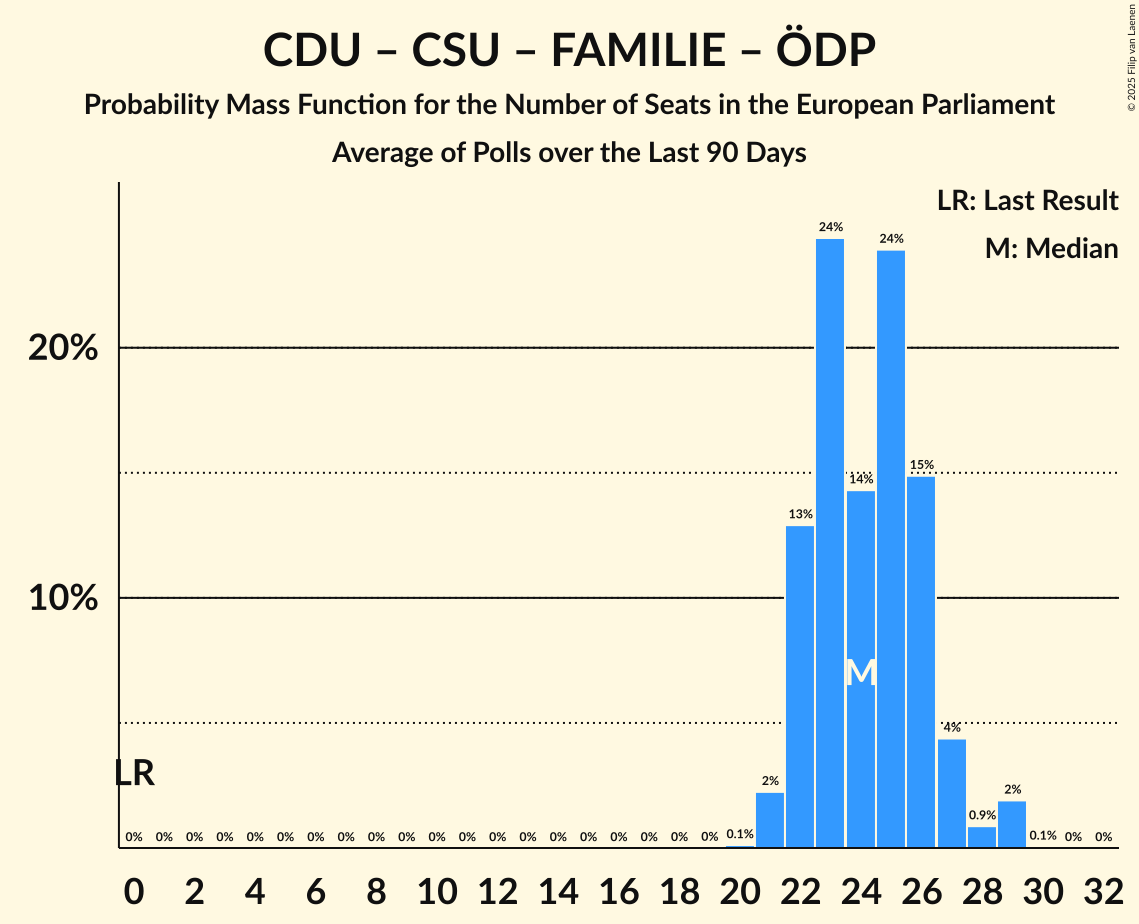 CDU – CSU – FAMILIE – ÖDP
Probability Mass Function for the Number of Seats in the European Parliament
Average of Polls over the Last 90 Days
© 2025 Filip van Laenen
LR: Last Result
M: Median
20%
10%
24%
24%
15%
14%
13%
M
4%
LR
2%
2%
0.9%
0% 0% 0% 0% 0% 0% 0% 0% 0% 0% 0% 0% 0% 0% 0% 0% 0% 0% 0% 0% 0.1% 0.1% 0% 0%
0 2 4 6 8 10 12 14 16 18 20 22 24 26 28 30 32